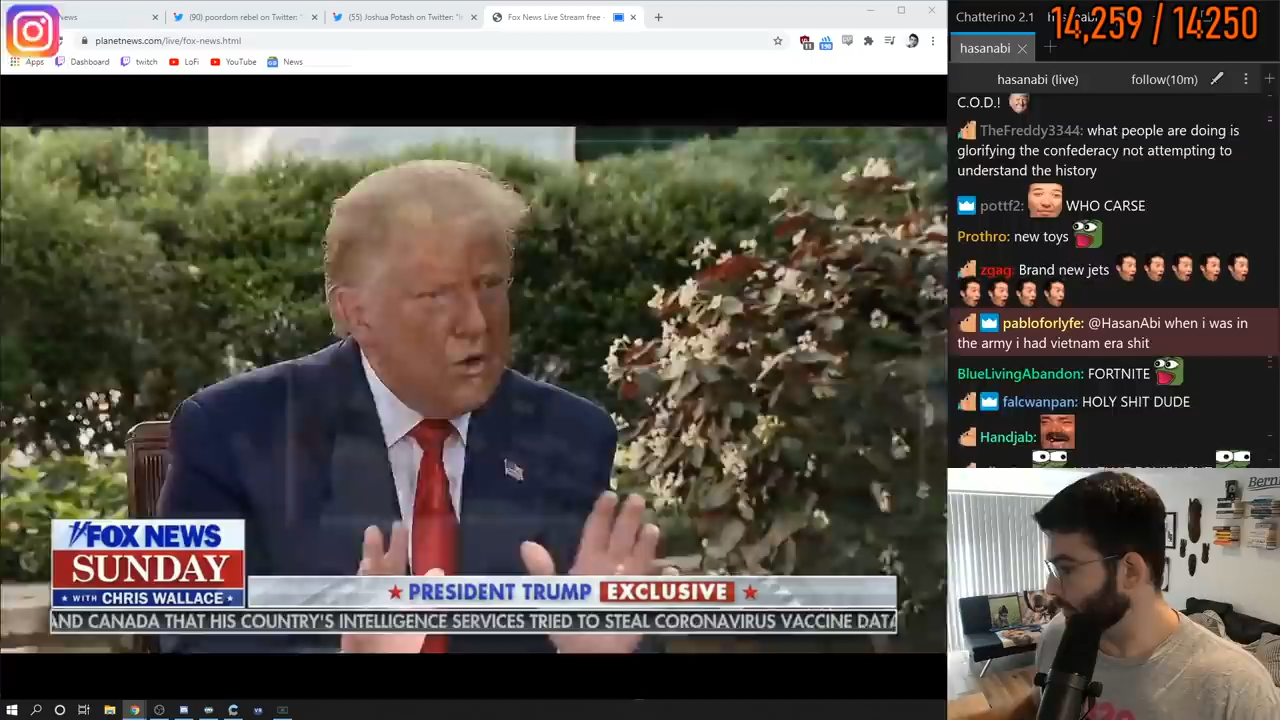 News
(90) poordom rebel on Twitter: "
(55) Joshua Potash on Twitter: "I
Fox News Live Stream free -
planetnews.com/live/fox-news.html
Apps
Dashboard
twitch
LoFi
YouTube
News
FOX NEWS
SUNDAY
WITH CHRIS WALLACE
PRESIDENT TRUMP EXCLUSIVE
AND CANADA THAT HIS COUNTRY'S INTELLIGENCE SERVICES TRIED TO STEAL CORONAVIRUS VACCINE DATA
Chatterino 2.1
14,259 / 14250
hasanabi
hasanabi (live)
follow(10m)
C.O.D.!
TheFreddy3344: what people are doing is
glorifying the confederacy not attempting to
understand the history
pottf2: WHO CARSE
Prothro: new toys
zgag: Brand new jets
pabloforlyfe: @HasanAbi when i was in
the army i had vietnam era shit
BlueLivingAbandon: FORTNITE
falcwanpan: HOLY SHIT DUDE
Handjab:
Berni